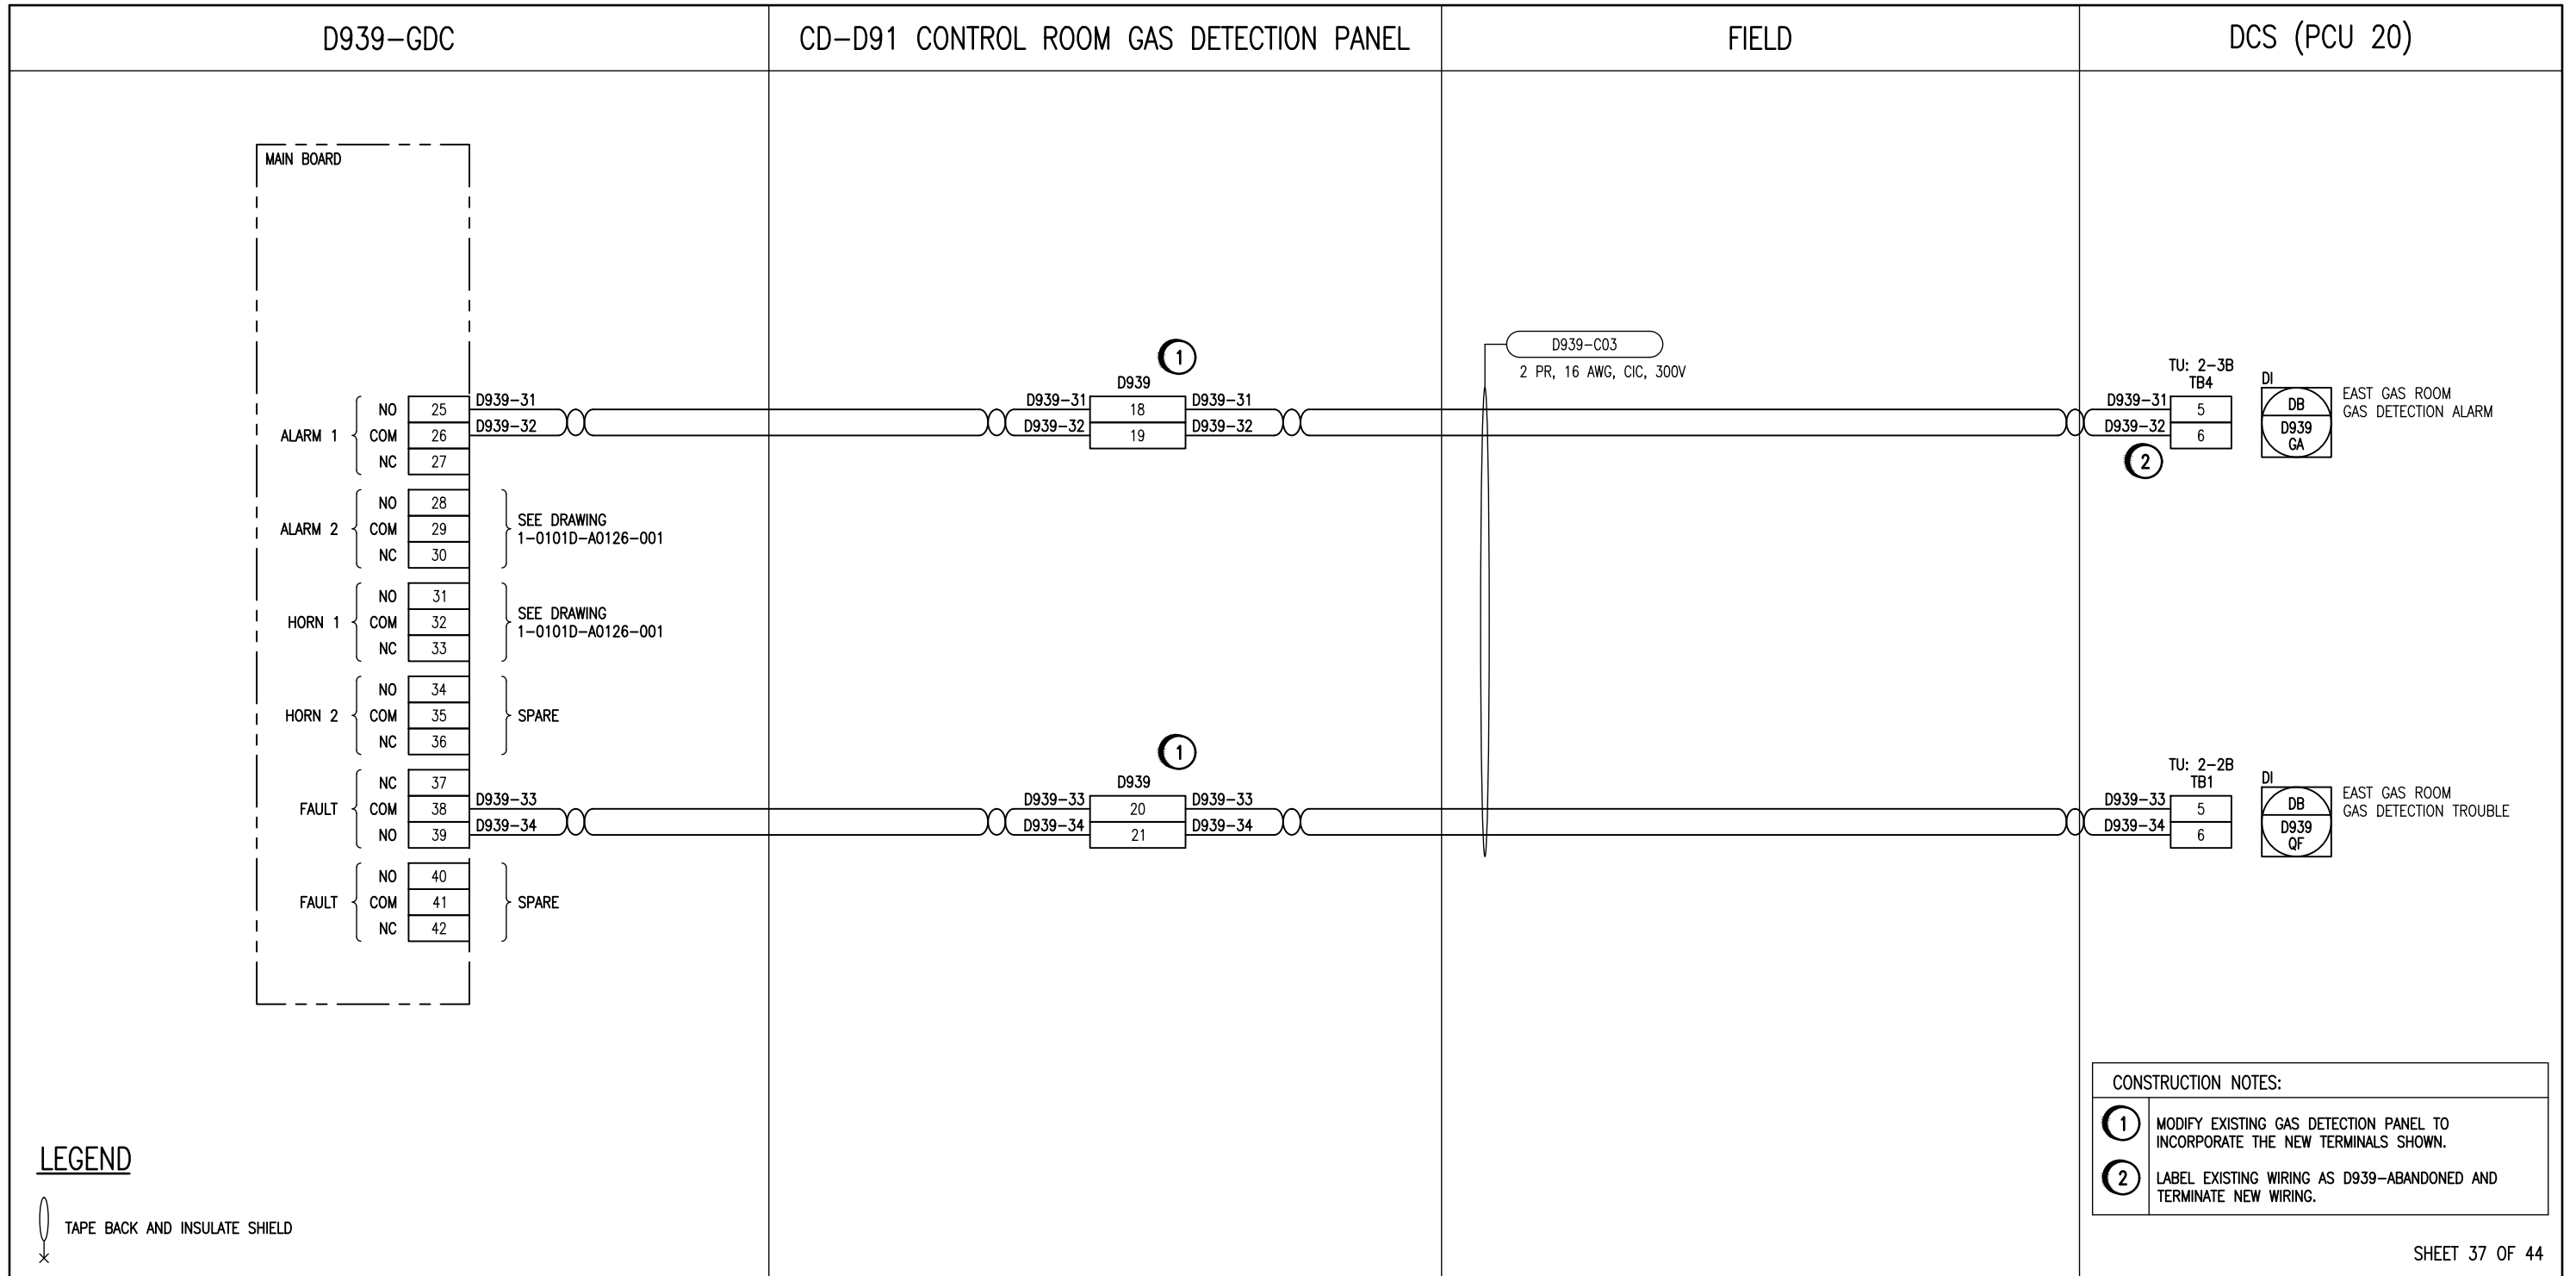 D939-GDC
CD-D91 CONTROL ROOM GAS DETECTION PANEL
FIELD
DCS (PCU 20)
MAIN BOARD
ALARM 1
NO 25 D939-31
COM 26 D939-32
NC 27
ALARM 2
NO 28
COM 29
NC 30
SEE DRAWING
1-0101D-A0126-001
HORN 1
NO 31
COM 32
NC 33
SEE DRAWING
1-0101D-A0126-001
HORN 2
NO 34
COM 35
NC 36
SPARE
FAULT
NC 37
COM 38 D939-33
NO 39 D939-34
FAULT
NO 40
COM 41
NC 42
SPARE
1
D939
D939-31 18 D939-31
D939-32 19 D939-32
1
D939
D939-33 20 D939-33
D939-34 21 D939-34
D939-C03
2 PR, 16 AWG, CIC, 300V
TU: 2-3B
TB4
D939-31 5
D939-32 6
2
DI
DB
D939
GA
EAST GAS ROOM
GAS DETECTION ALARM
TU: 2-2B
TB1
D939-33 5
D939-34 6
DI
DB
D939
QF
EAST GAS ROOM
GAS DETECTION TROUBLE
LEGEND
TAPE BACK AND INSULATE SHIELD
CONSTRUCTION NOTES:
1 MODIFY EXISTING GAS DETECTION PANEL TO
INCORPORATE THE NEW TERMINALS SHOWN.
2 LABEL EXISTING WIRING AS D939-ABANDONED AND
TERMINATE NEW WIRING.
SHEET 37 OF 44